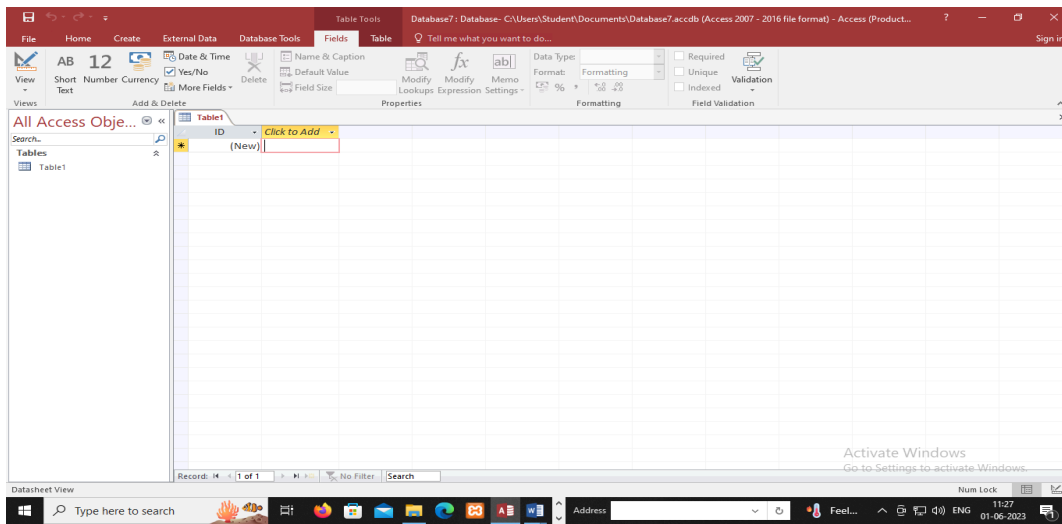 Table Tools Database7 : Database- C:\Users\Student\Documents\Database7.accdb (Access 2007 - 2016 file format) - Access (Product... ?
File Home Create External Data Database Tools Fields Table Tell me what you want to do... Sign in
View
AB
Short Text
12
Number
Currency
Date & Time
Yes/No
More Fields
Delete
Name & Caption
Default Value
Field Size
Modify Lookups
fx
Modify Expression
ab
Memo Settings
Data Type:
Format: Formatting
% ,
Required
Unique
Indexed
Validation
Views Add & Delete Properties Formatting Field Validation
All Access Obje... «
Search...
Tables
Table1
Table1
ID Click to Add
(New)
Activate Windows
Go to Settings to activate Windows.
Record: 1 of 1 No Filter Search
Datasheet View Num Lock
Type here to search Address Feel... ENG 11:27
01-06-2023